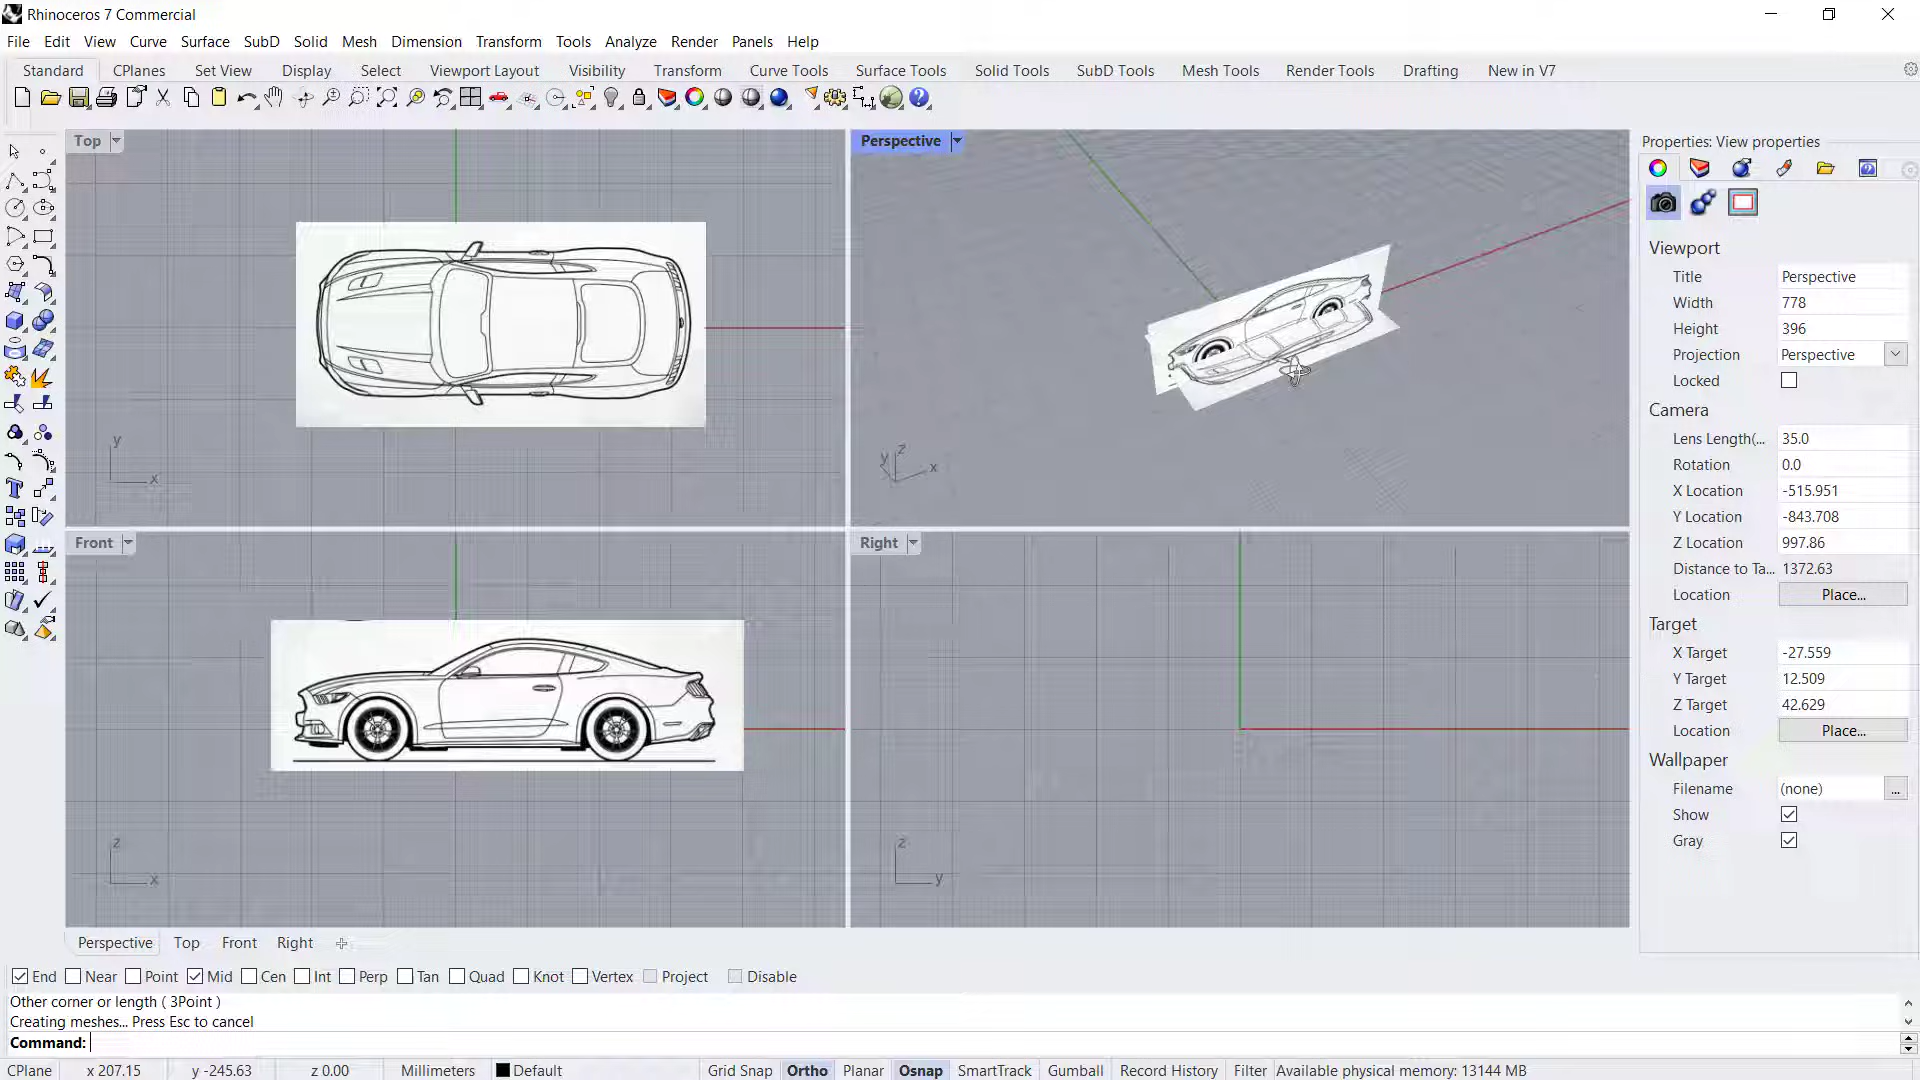 Rhinoceros 7 Commercial
File Edit View Curve Surface SubD Solid Mesh Dimension Transform Tools Analyze Render Panels Help
Standard CPlanes Set View Display Select Viewport Layout Visibility Transform Curve Tools Surface Tools Solid Tools SubD Tools Mesh Tools Render Tools Drafting New in V7
Top
y
x
Perspective
z
y
x
Front
z
x
Right
z
y
Properties: View properties
Viewport
Title Perspective
Width 778
Height 396
Projection Perspective
Locked
Camera
Lens Length(... 35.0
Rotation 0.0
X Location -515.951
Y Location -843.708
Z Location 997.86
Distance to Ta... 1372.63
Location Place...
Target
X Target -27.559
Y Target 12.509
Z Target 42.629
Location Place...
Wallpaper
Filename (none) ...
Show
Gray
Perspective Top Front Right
End Near Point Mid Cen Int Perp Tan Quad Knot Vertex Project Disable
Other corner or length ( 3Point )
Creating meshes... Press Esc to cancel
Command:
CPlane x 207.15 y -245.63 z 0.00 Millimeters Default Grid Snap Ortho Planar Osnap SmartTrack Gumball Record History Filter Available physical memory: 13144 MB